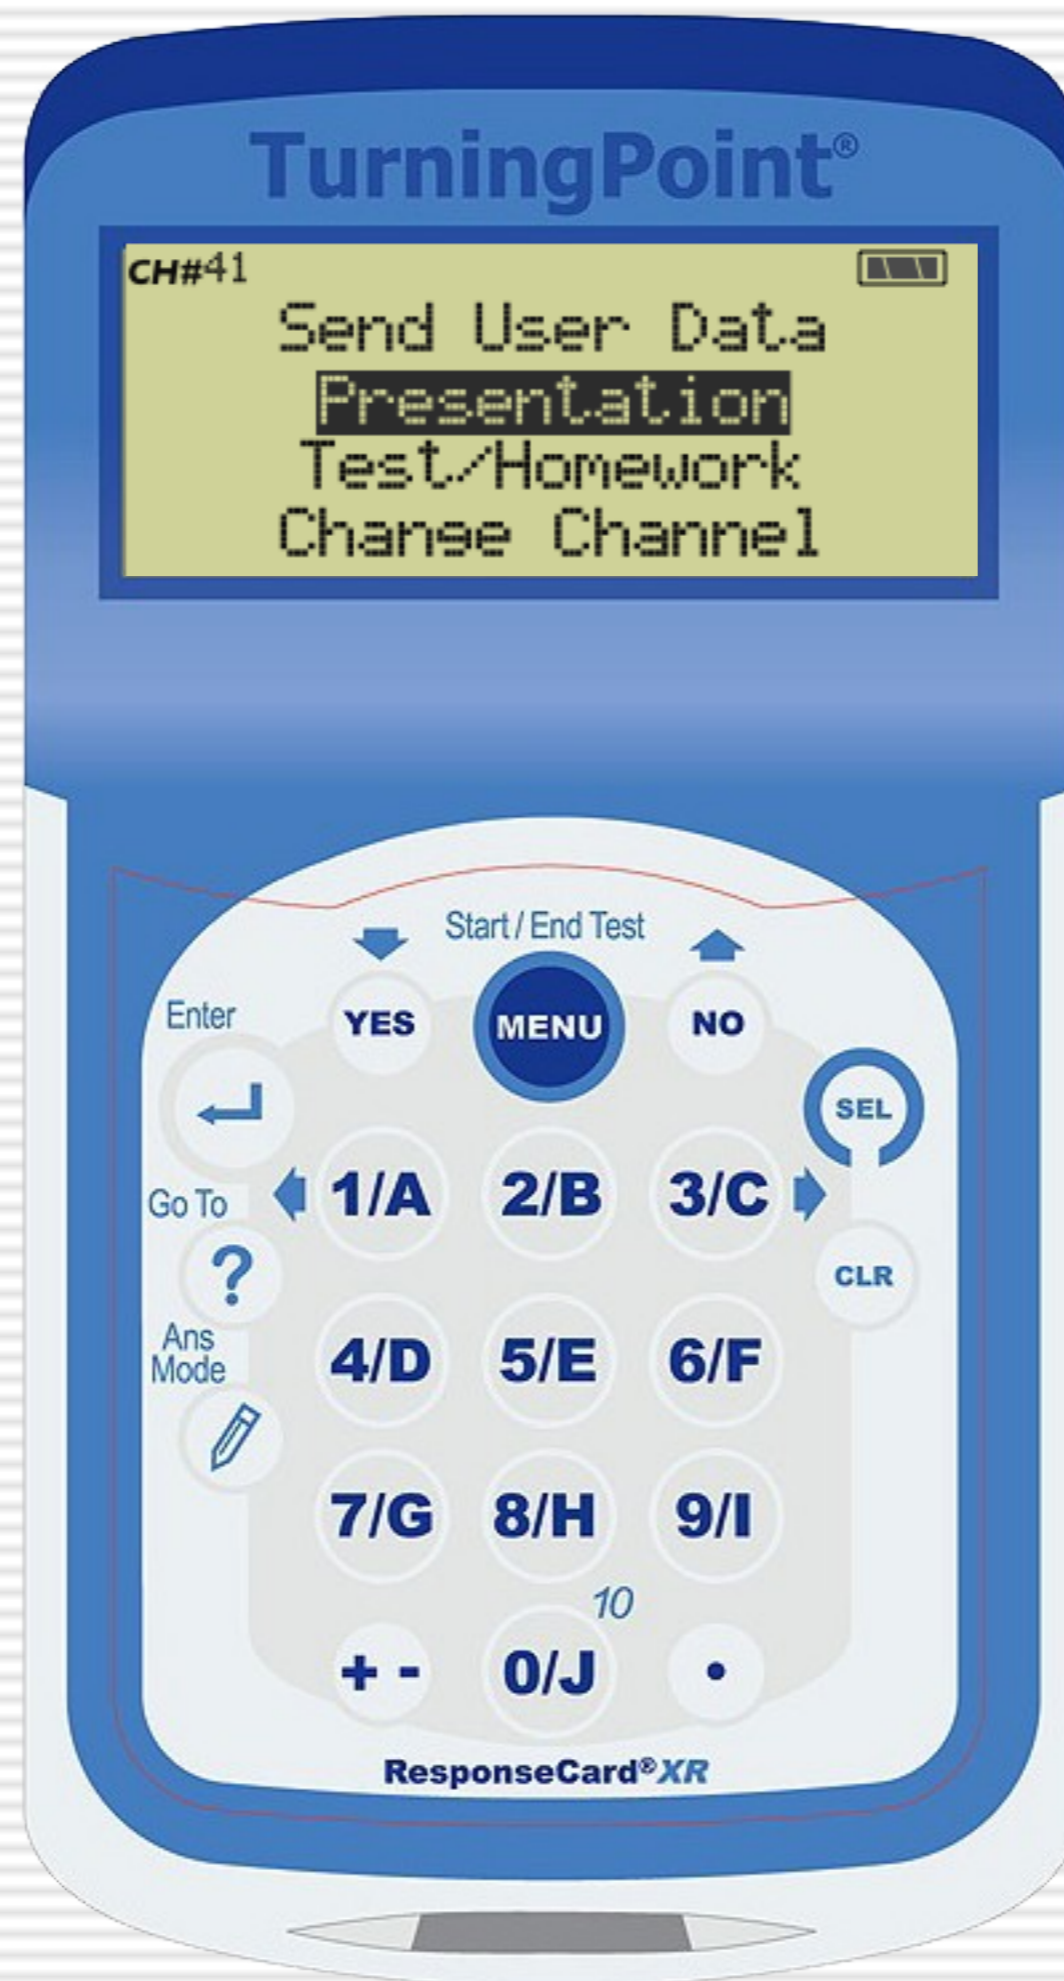 TurningPoint®
CH#41
Send User Data
Presentation
Test/Homework
Change Channel
Start / End Test
Enter
YES
MENU
NO
SEL
Go To
1/A 2/B 3/C
?
CLR
Ans
Mode
4/D 5/E 6/F
7/G 8/H 9/I
10
+ - 0/J •
ResponseCard®XR